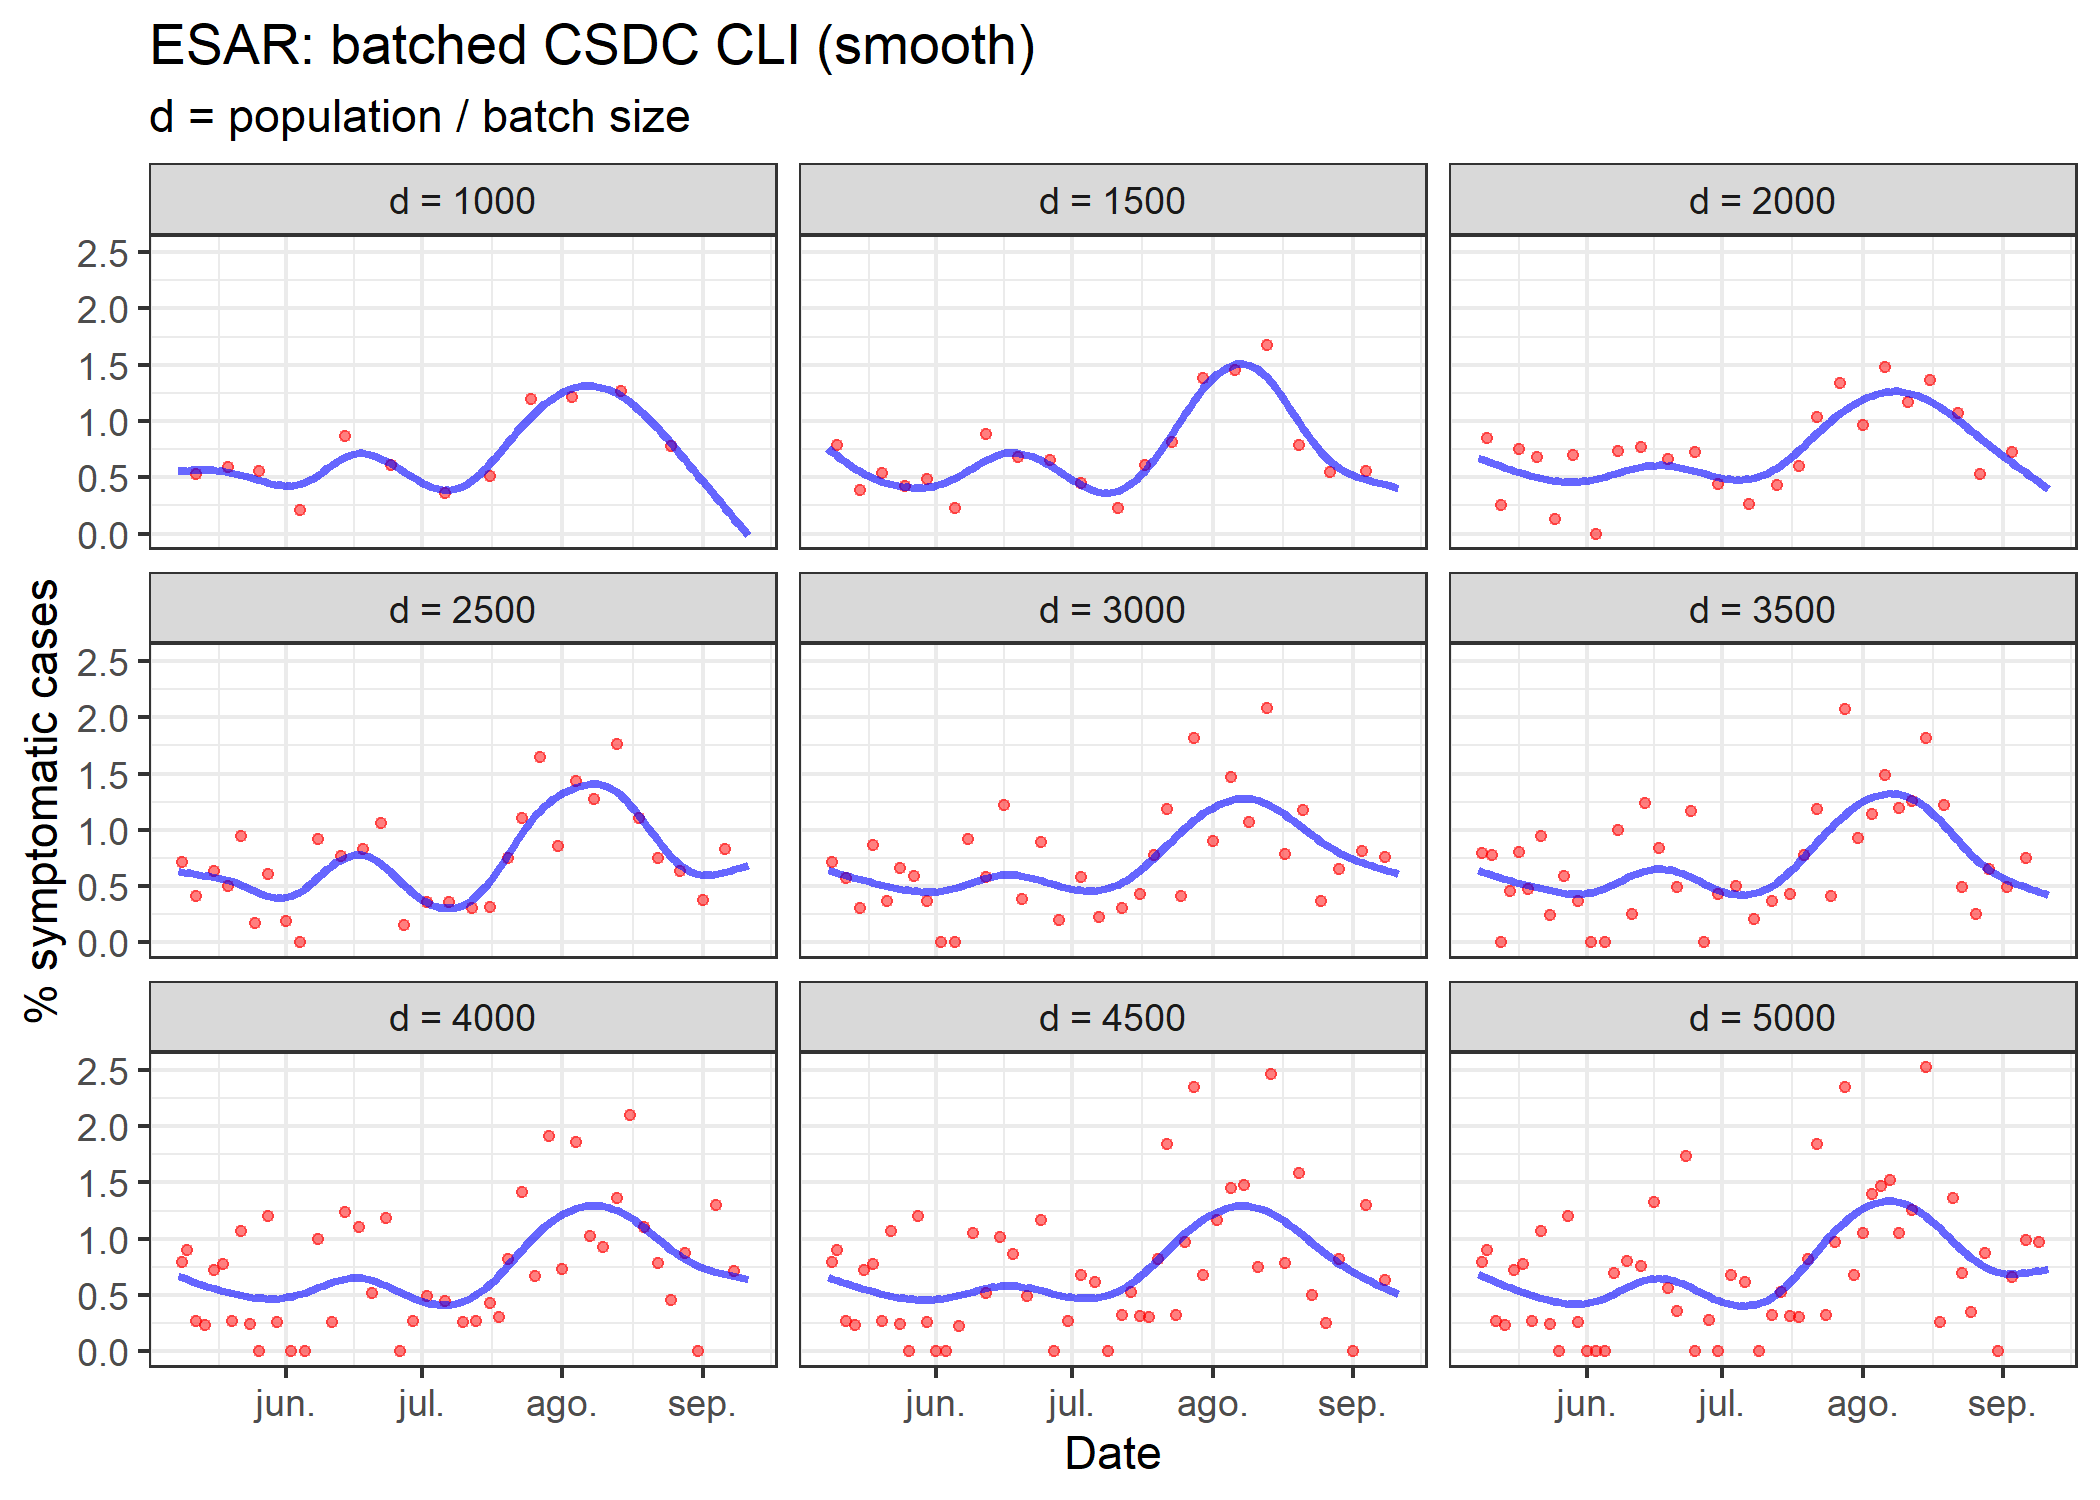 ESAR: batched CSDC CLI (smooth)
d = population / batch size
d = 1000
d = 1500
d = 2000
2.5
2.0
1.5
1.0
0.5
0.0
d = 2500
d = 3000
d = 3500
2.5
2.0
1.5
1.0
0.5
0.0
% symptomatic cases
d = 4000
d = 4500
d = 5000
2.5
2.0
1.5
1.0
0.5
0.0
jun. jul. ago. sep.
jun. jul. ago. sep.
jun. jul. ago. sep.
Date